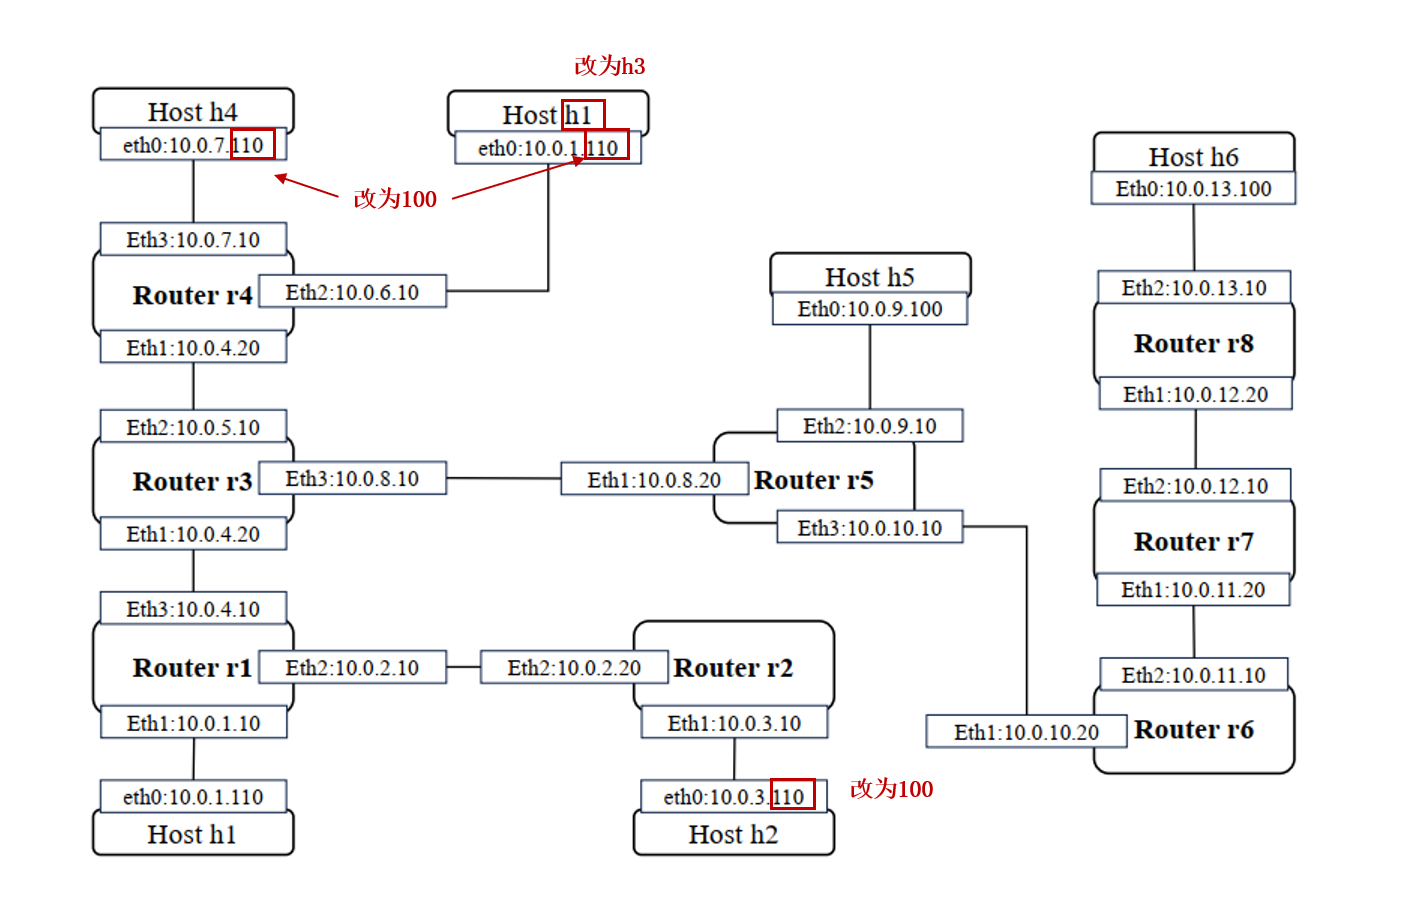 改为h3
Host h4
eth0:10.0.7.110
Host h1
eth0:10.0.1.110
改为100
Host h6
Eth0:10.0.13.100
Eth3:10.0.7.10
Router r4
Eth2:10.0.6.10
Eth1:10.0.4.20
Host h5
Eth0:10.0.9.100
Eth2:10.0.13.10
Router r8
Eth1:10.0.12.20
Eth2:10.0.5.10
Router r3
Eth3:10.0.8.10
Eth1:10.0.4.20
Eth2:10.0.9.10
Eth1:10.0.8.20
Router r5
Eth3:10.0.10.10
Eth2:10.0.12.10
Router r7
Eth1:10.0.11.20
Eth3:10.0.4.10
Router r1
Eth2:10.0.2.10
Eth1:10.0.1.10
Eth2:10.0.2.20
Router r2
Eth1:10.0.3.10
Eth2:10.0.11.10
Eth1:10.0.10.20
Router r6
eth0:10.0.1.110
Host h1
eth0:10.0.3.110
改为100
Host h2